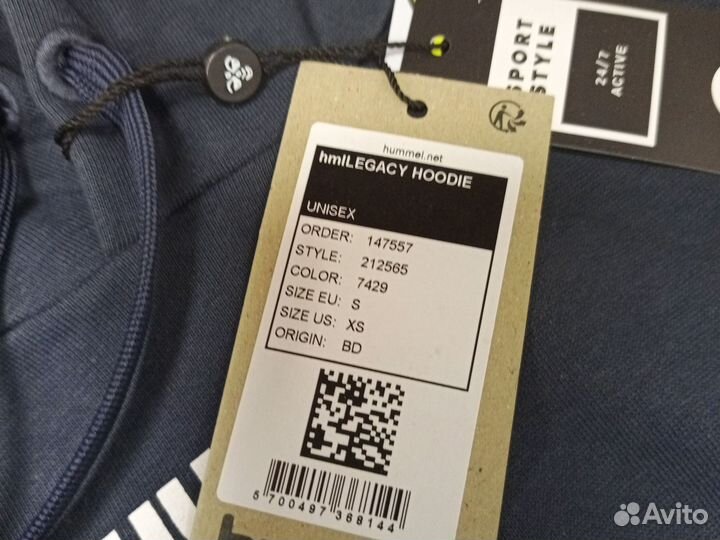 SPORT
STYLE
24/7
ACTIVE
hummel.net
hmlLEGACY HOODIE
UNISEX
ORDER: 147557
STYLE: 212565
COLOR: 7429
SIZE EU: S
SIZE US: XS
ORIGIN: BD
5 700497 369144
Avito